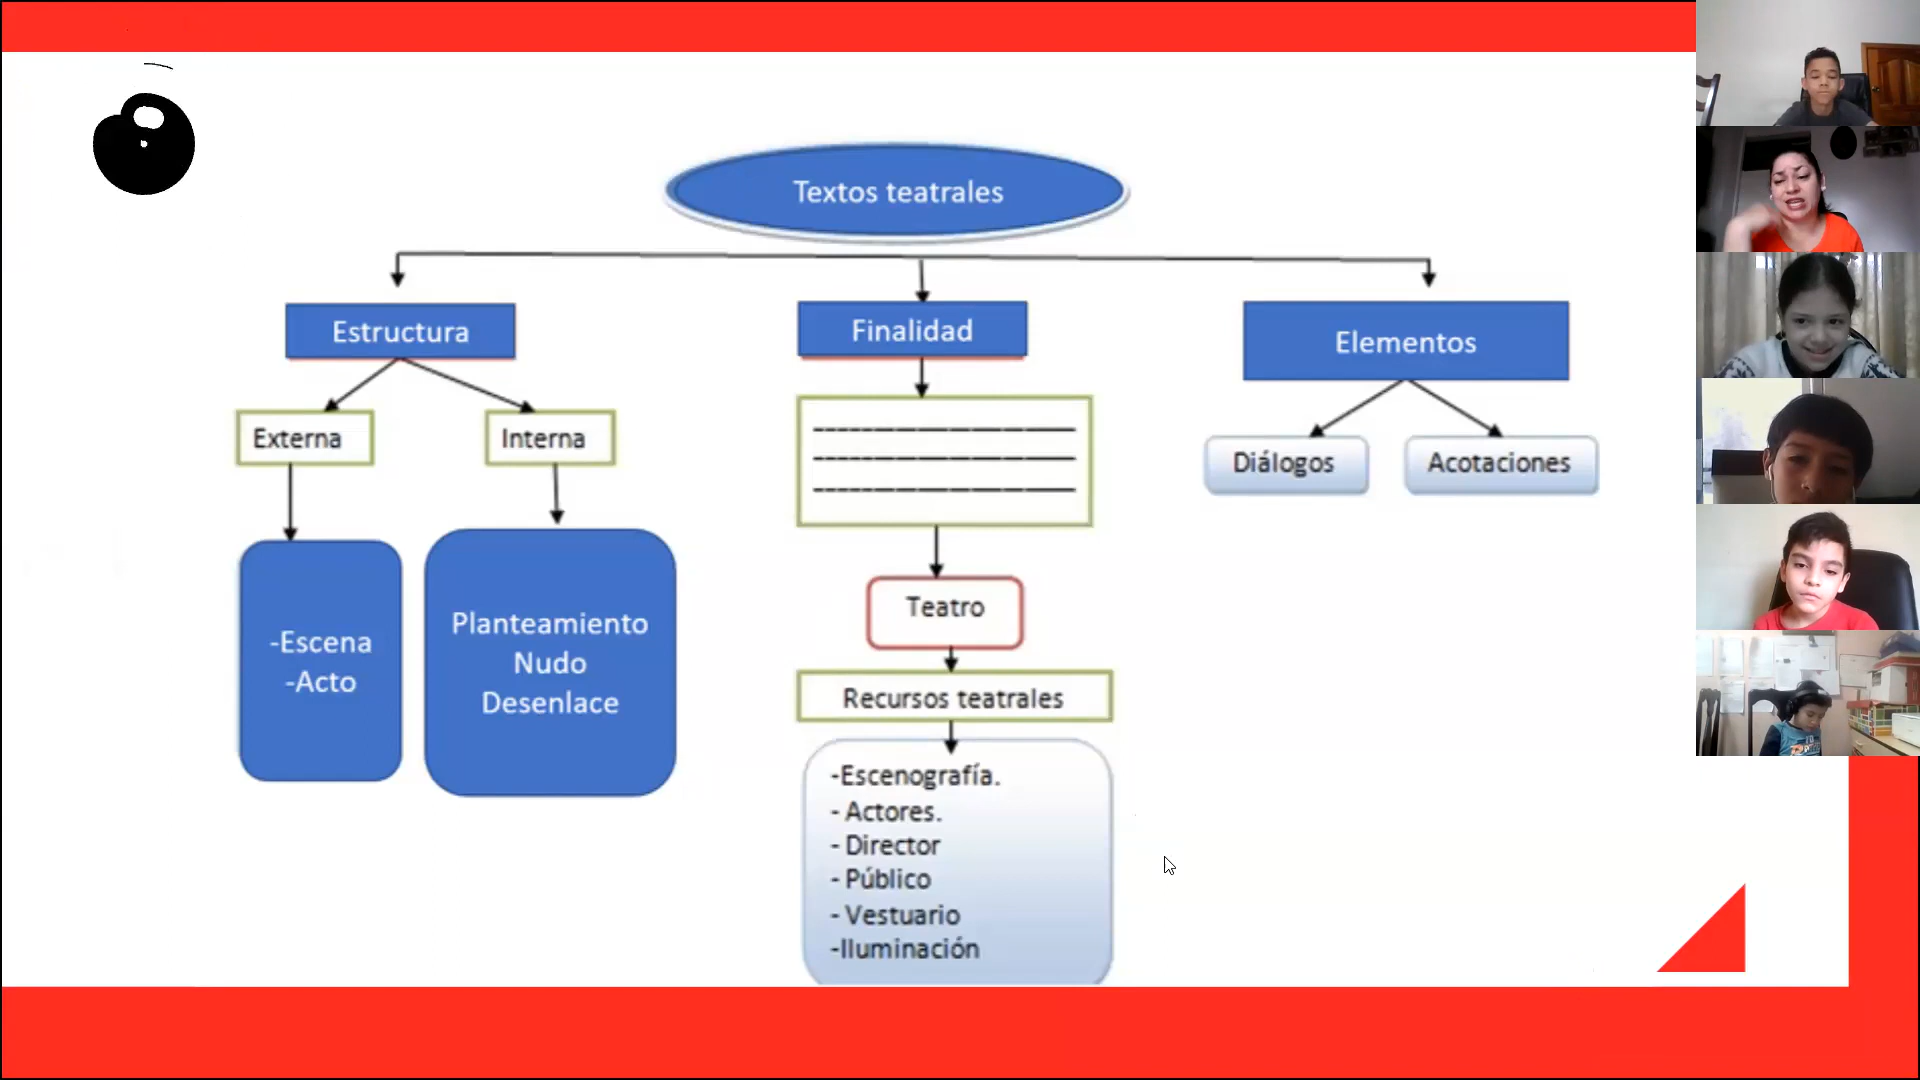 Textos teatrales
Estructura
Finalidad
Elementos
Externa
Interna
Diálogos
Acotaciones
-Escena
-Acto
Planteamiento
Nudo
Desenlace
Teatro
Recursos teatrales
-Escenografía.
- Actores.
- Director
- Público
- Vestuario
-Iluminación